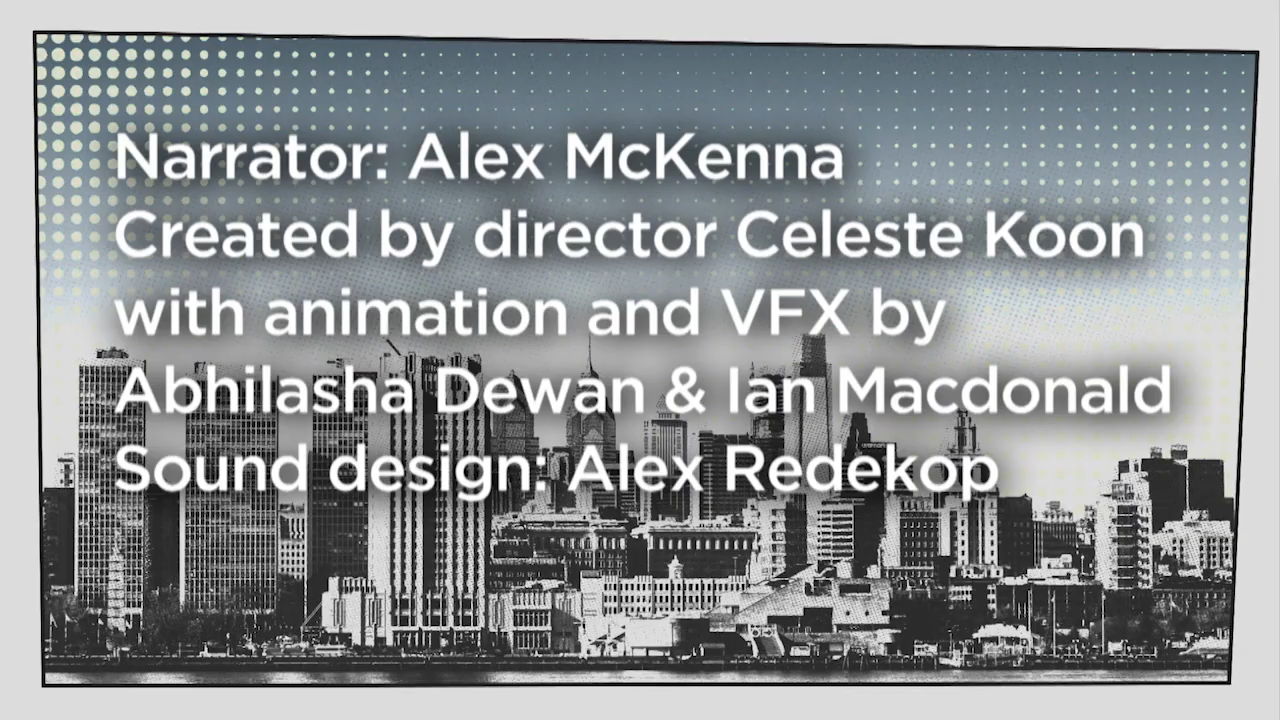 Narrator: Alex McKenna
Created by director Celeste Koon
with animation and VFX by
Abhilasha Dewan & Ian Macdonald
Sound design: Alex Redekop